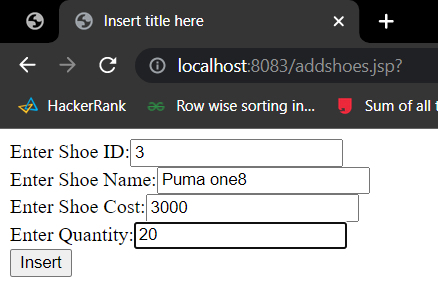 Insert title here
localhost:8083/addshoes.jsp?
HackerRank Row wise sorting in... Sum of all t
Enter Shoe ID:3
Enter Shoe Name:Puma one8
Enter Shoe Cost:3000
Enter Quantity:20
Insert